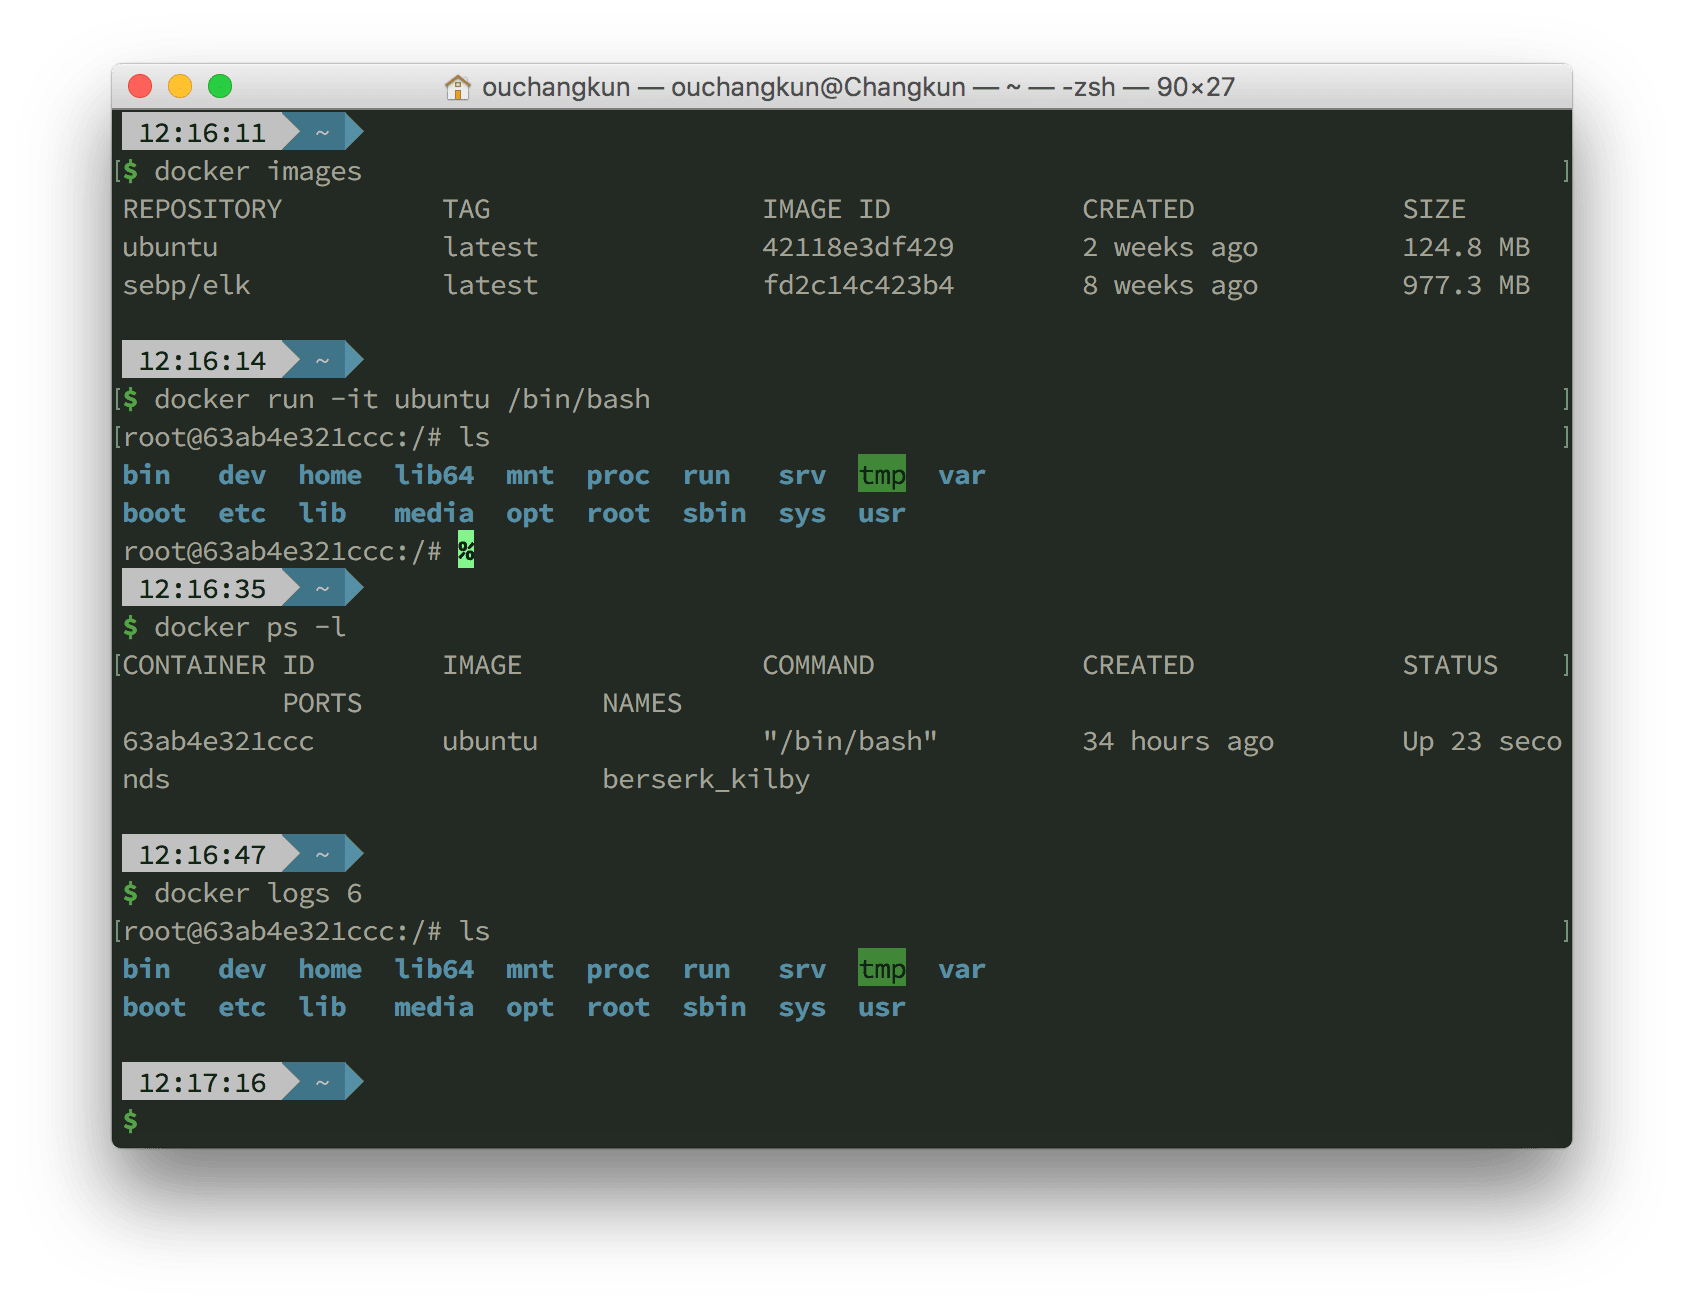 ouchangkun — ouchangkun@Changkun — ~ — -zsh — 90×27
12:16:11 ~
[$ docker images ]
REPOSITORY TAG IMAGE ID CREATED SIZE
ubuntu latest 42118e3df429 2 weeks ago 124.8 MB
sebp/elk latest fd2c14c423b4 8 weeks ago 977.3 MB
12:16:14 ~
[$ docker run -it ubuntu /bin/bash ]
[root@63ab4e321ccc:/# ls ]
bin dev home lib64 mnt proc run srv tmp var
boot etc lib media opt root sbin sys usr
root@63ab4e321ccc:/# %
12:16:35 ~
$ docker ps -l
[CONTAINER ID IMAGE COMMAND CREATED STATUS ]
PORTS NAMES
63ab4e321ccc ubuntu "/bin/bash" 34 hours ago Up 23 seco
nds berserk_kilby
12:16:47 ~
$ docker logs 6
[root@63ab4e321ccc:/# ls ]
bin dev home lib64 mnt proc run srv tmp var
boot etc lib media opt root sbin sys usr
12:17:16 ~
$